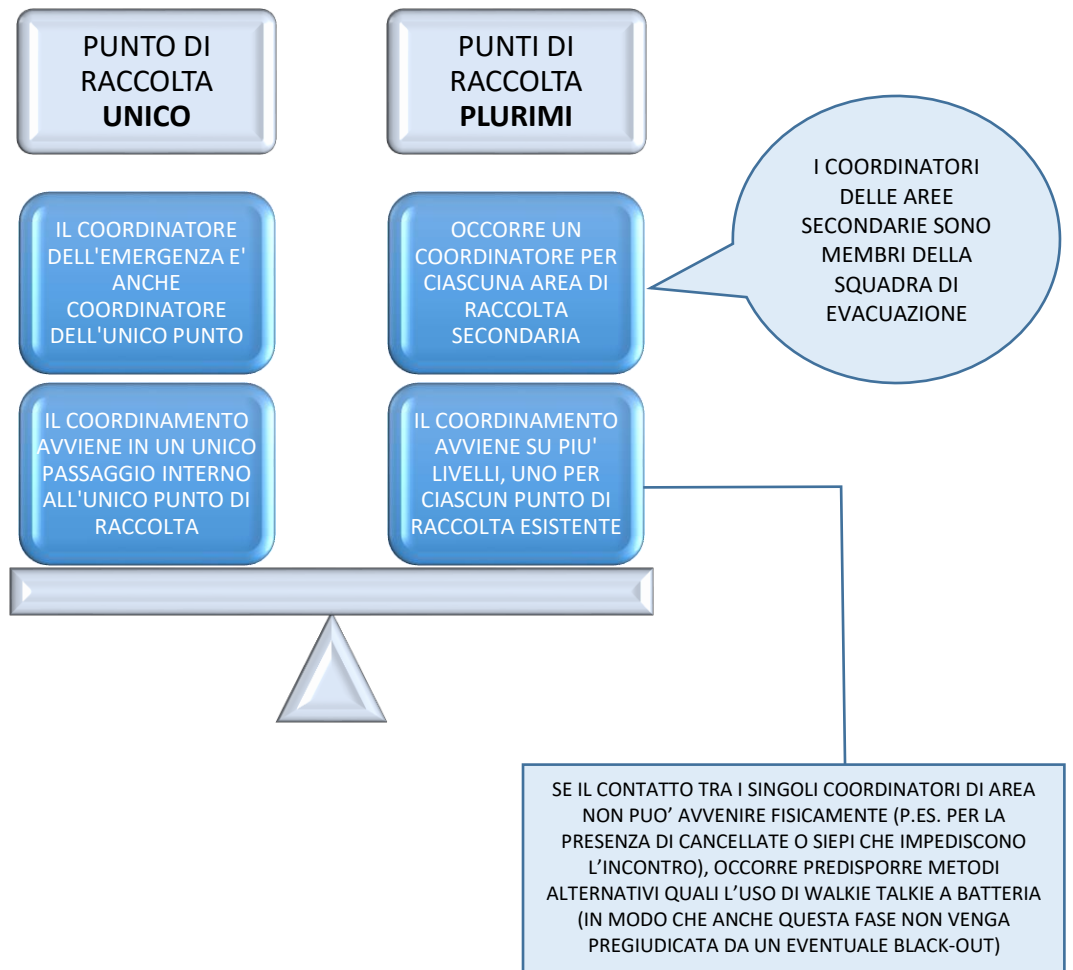 PUNTO DI
RACCOLTA
UNICO
IL COORDINATORE
DELL'EMERGENZA E'
ANCHE
COORDINATORE
DELL'UNICO PUNTO
IL COORDINAMENTO
AVVIENE IN UN UNICO
PASSAGGIO INTERNO
ALL'UNICO PUNTO DI
RACCOLTA
PUNTI DI
RACCOLTA
PLURIMI
OCCORRE UN
COORDINATORE PER
CIASCUNA AREA DI
RACCOLTA
SECONDARIA
IL COORDINAMENTO
AVVIENE SU PIU'
LIVELLI, UNO PER
CIASCUN PUNTO DI
RACCOLTA ESISTENTE
I COORDINATORI
DELLE AREE
SECONDARIE SONO
MEMBRI DELLA
SQUADRA DI
EVACUAZIONE
SE IL CONTATTO TRA I SINGOLI COORDINATORI DI AREA
NON PUO’ AVVENIRE FISICAMENTE (P.ES. PER LA
PRESENZA DI CANCELLATE O SIEPI CHE IMPEDISCONO
L’INCONTRO), OCCORRE PREDISPORRE METODI
ALTERNATIVI QUALI L’USO DI WALKIE TALKIE A BATTERIA
(IN MODO CHE ANCHE QUESTA FASE NON VENGA
PREGIUDICATA DA UN EVENTUALE BLACK-OUT)